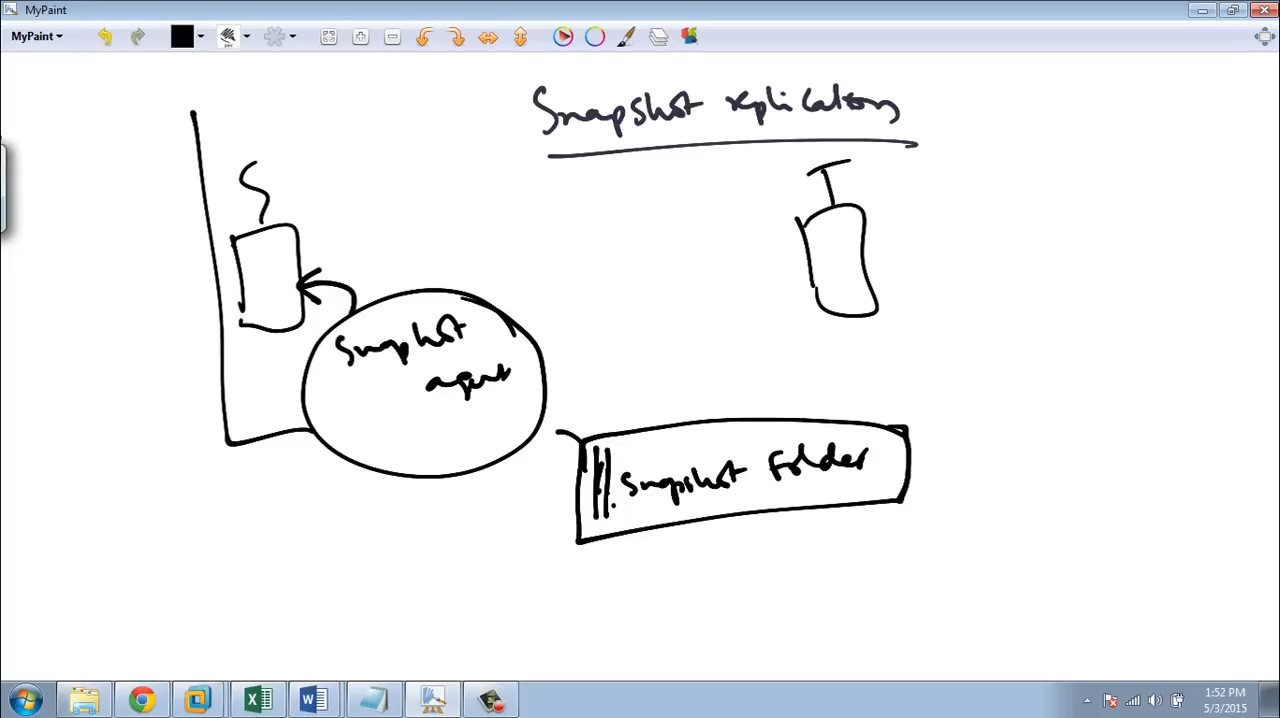 MyPaint
MyPaint
Snapshot replication
S
T
Snapshot
agent
Snapshot Folder
1:52 PM
5/3/2015